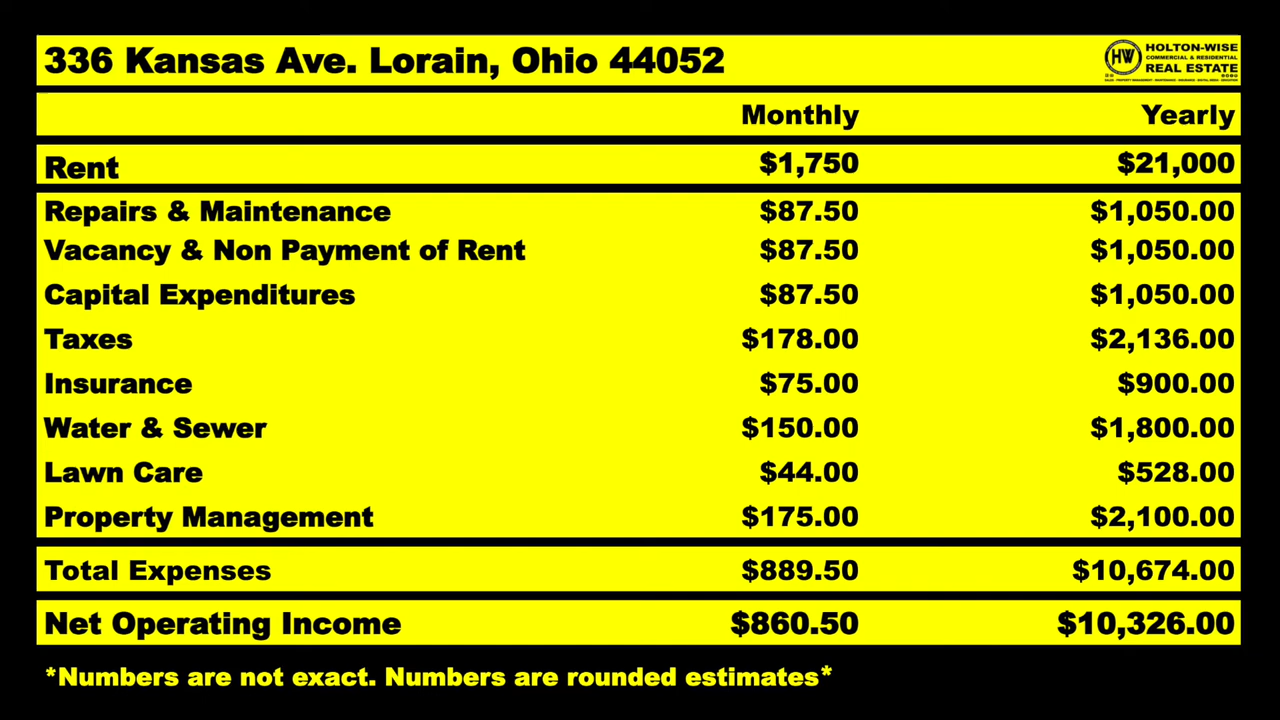 336 Kansas Ave. Lorain, Ohio 44052
HOLTON-WISE
COMMERCIAL & RESIDENTIAL
REAL ESTATE
HW
Monthly Yearly
Rent $1,750 $21,000
Repairs & Maintenance $87.50 $1,050.00
Vacancy & Non Payment of Rent $87.50 $1,050.00
Capital Expenditures $87.50 $1,050.00
Taxes $178.00 $2,136.00
Insurance $75.00 $900.00
Water & Sewer $150.00 $1,800.00
Lawn Care $44.00 $528.00
Property Management $175.00 $2,100.00
Total Expenses $889.50 $10,674.00
Net Operating Income $860.50 $10,326.00
*Numbers are not exact. Numbers are rounded estimates*